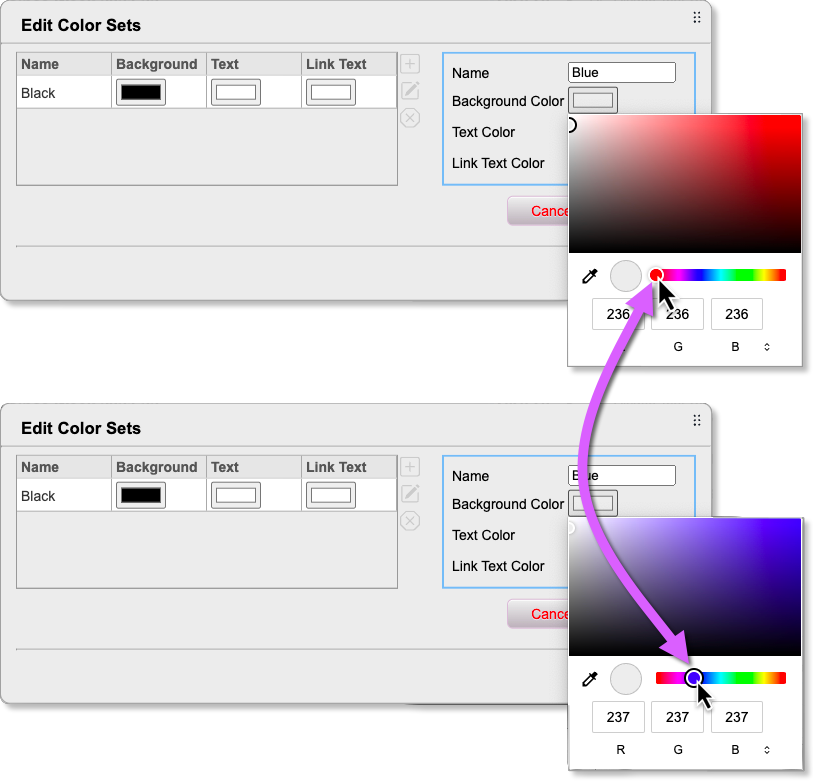 Edit Color Sets
Name Background Text Link Text
Black
Name Blue
Background Color
Text Color
Link Text Color
Cance
236 236 236
G B
Edit Color Sets
Name Background Text Link Text
Black
Name Blue
Background Color
Text Color
Link Text Color
Cance
237 237 237
R G B